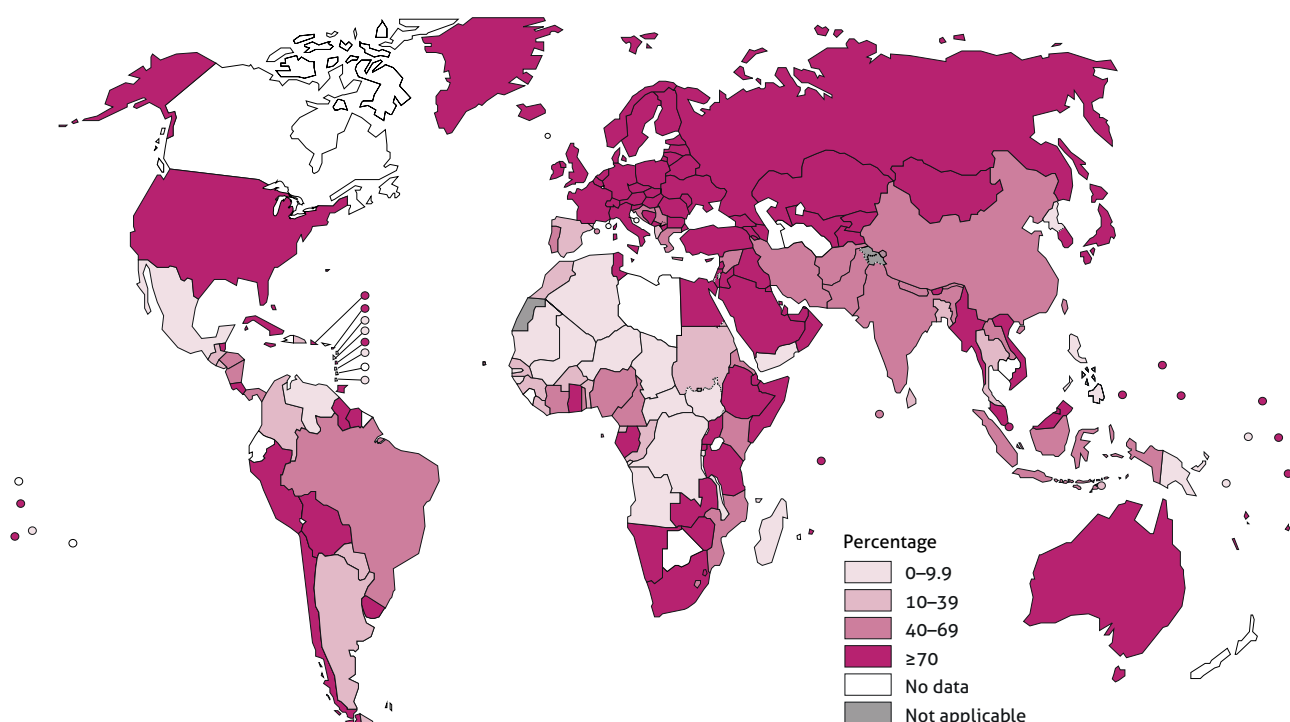 Percentage
0–9.9
10–39
40–69
≥70
No data
Not applicable